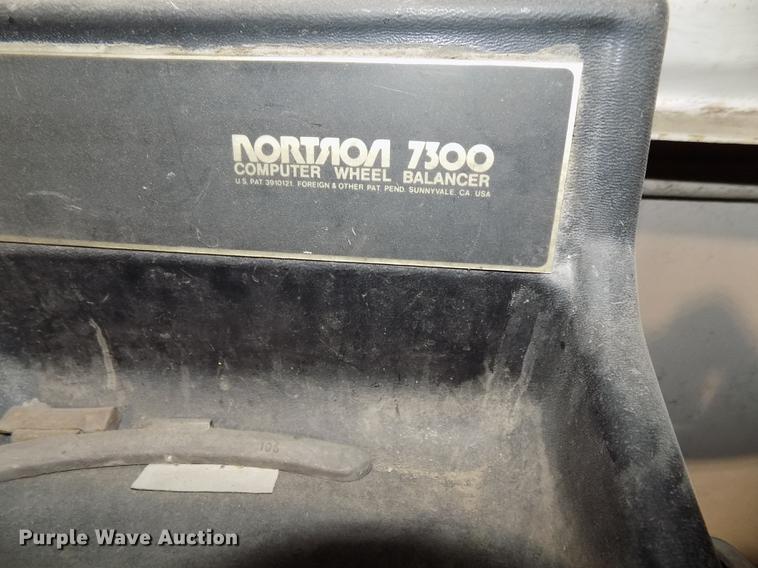 NORTRON 7300
COMPUTER WHEEL BALANCER
U.S. PAT. 3910121. FOREIGN & OTHER PAT. PEND. SUNNYVALE, CA. USA
Purple Wave Auction